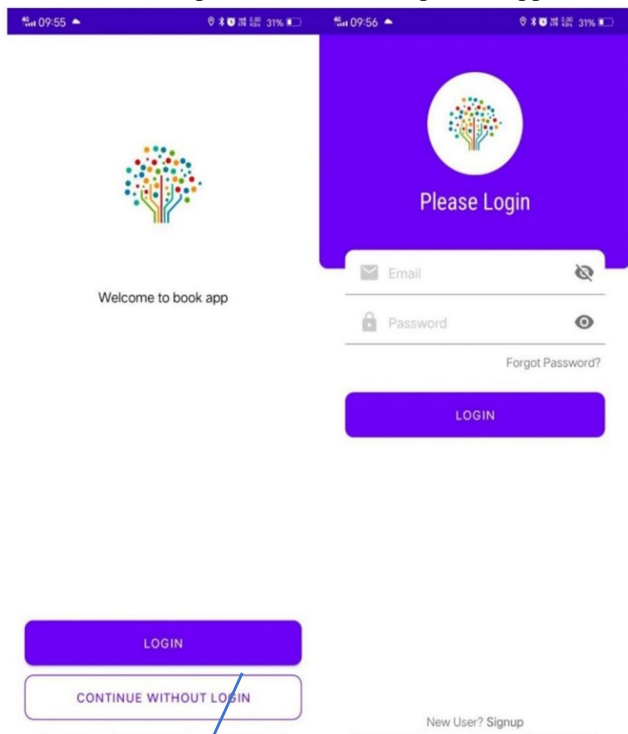 09:55
31%
Welcome to book app
LOGIN
CONTINUE WITHOUT LOGIN
09:56
31%
Please Login
Email
Password
Forgot Password?
LOGIN
New User? Signup